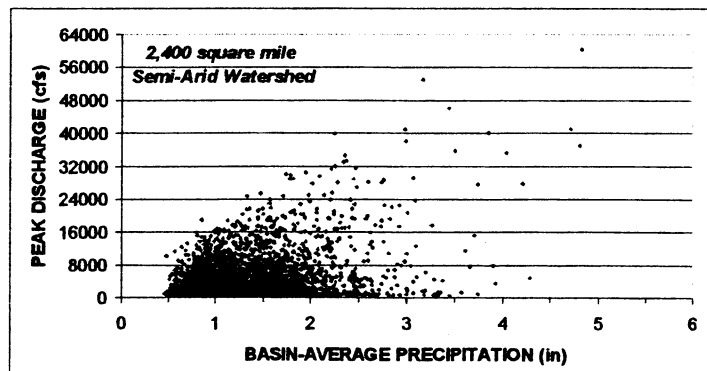 2,400 square mile
Semi-Arid Watershed
PEAK DISCHARGE (cfs)
64000
56000
48000
40000
32000
24000
16000
8000
0
0 1 2 3 4 5 6
BASIN-AVERAGE PRECIPITATION (in)